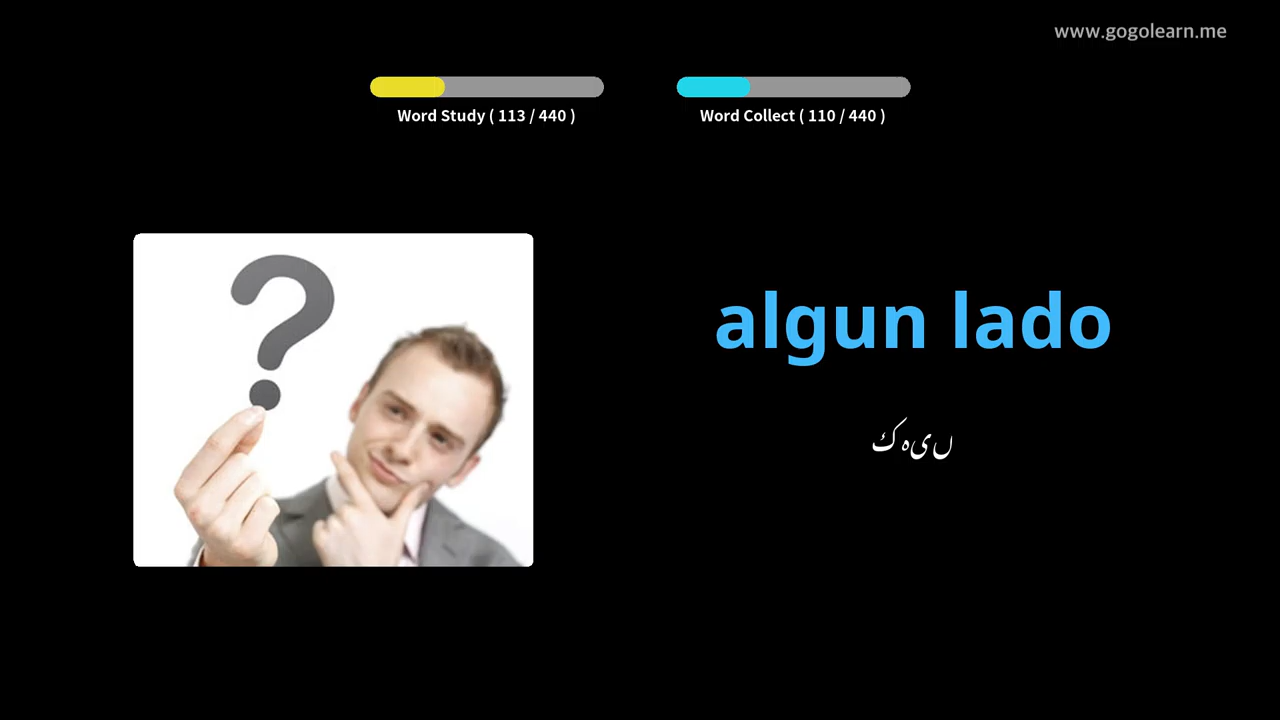 www.gogolearn.me
Word Study ( 113 / 440 )
Word Collect ( 110 / 440 )
algun lado
کہیں